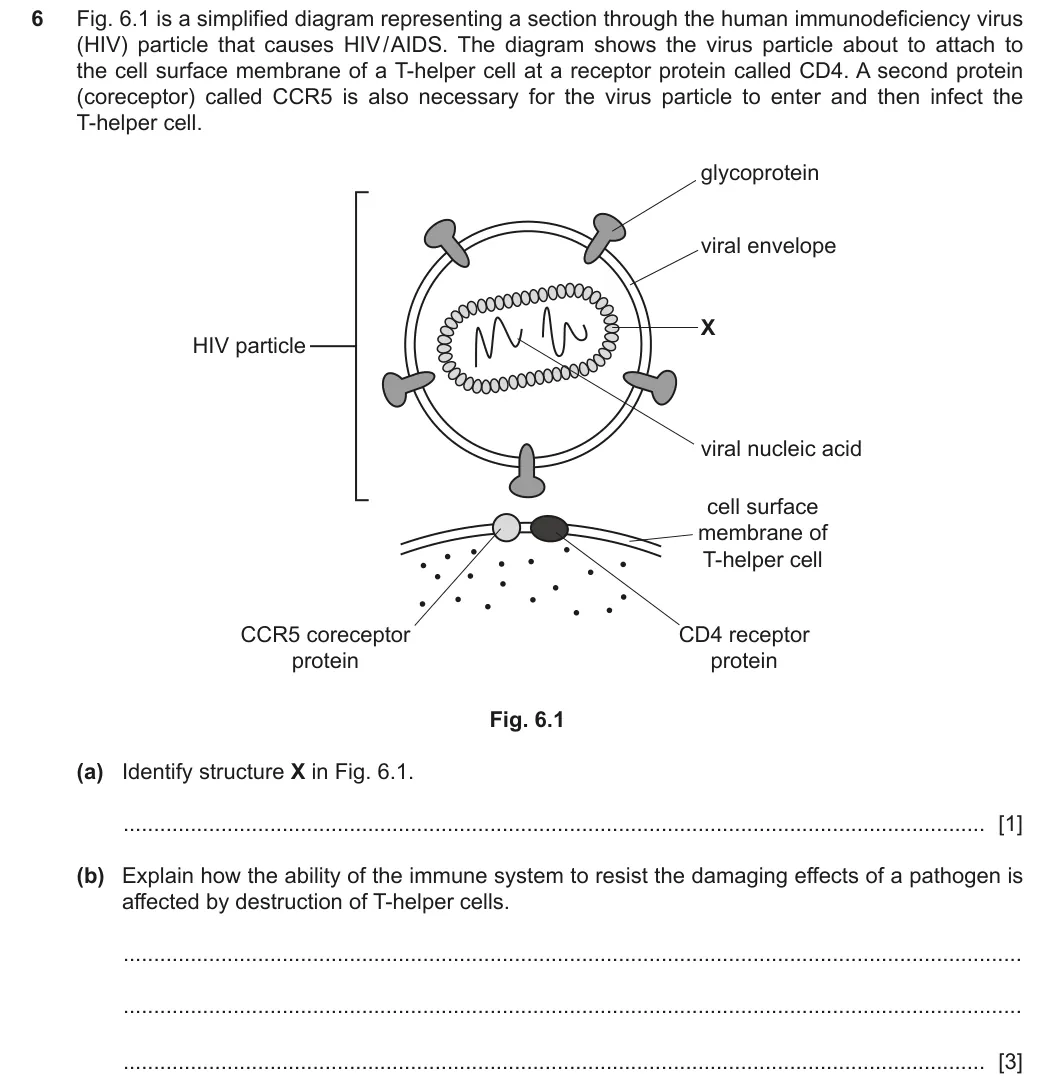 6 Fig. 6.1 is a simplified diagram representing a section through the human immunodeficiency virus
(HIV) particle that causes HIV/AIDS. The diagram shows the virus particle about to attach to
the cell surface membrane of a T-helper cell at a receptor protein called CD4. A second protein
(coreceptor) called CCR5 is also necessary for the virus particle to enter and then infect the
T-helper cell.
glycoprotein
viral envelope
X
HIV particle
viral nucleic acid
cell surface
membrane of
T-helper cell
CCR5 coreceptor
protein
CD4 receptor
protein
Fig. 6.1
(a) Identify structure X in Fig. 6.1.
[1]
(b) Explain how the ability of the immune system to resist the damaging effects of a pathogen is
affected by destruction of T-helper cells.
[3]